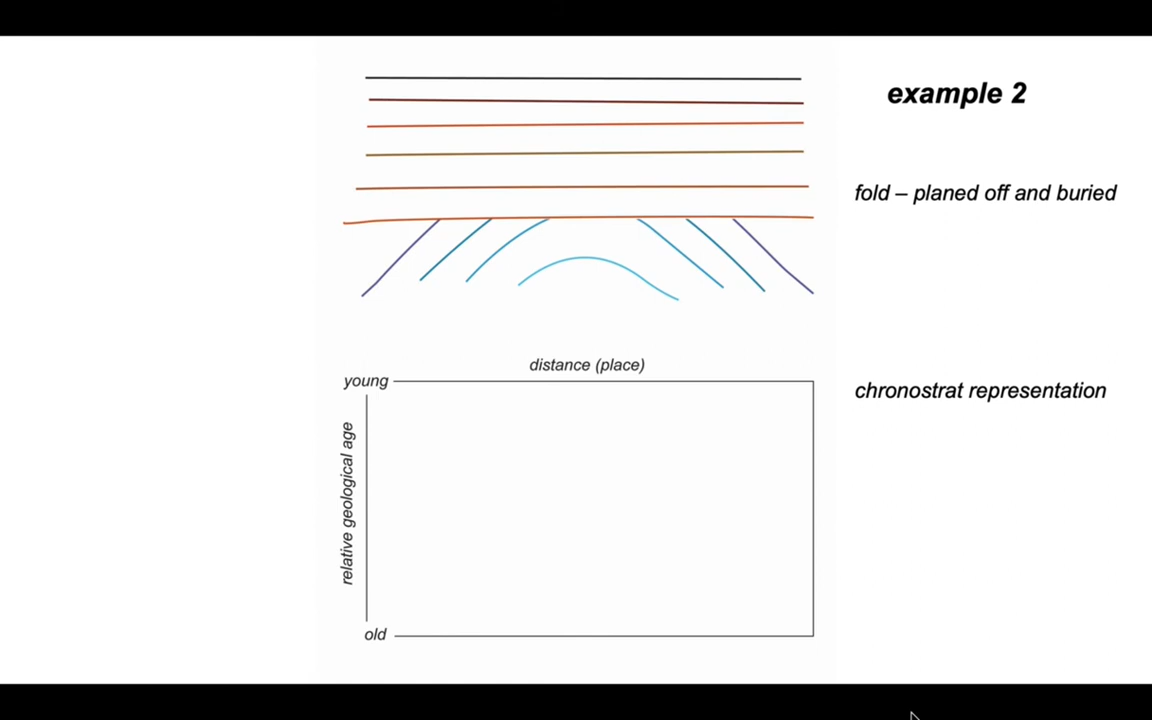 example 2
fold – planed off and buried
distance (place)
young
chronostrat representation
relative geological age
old